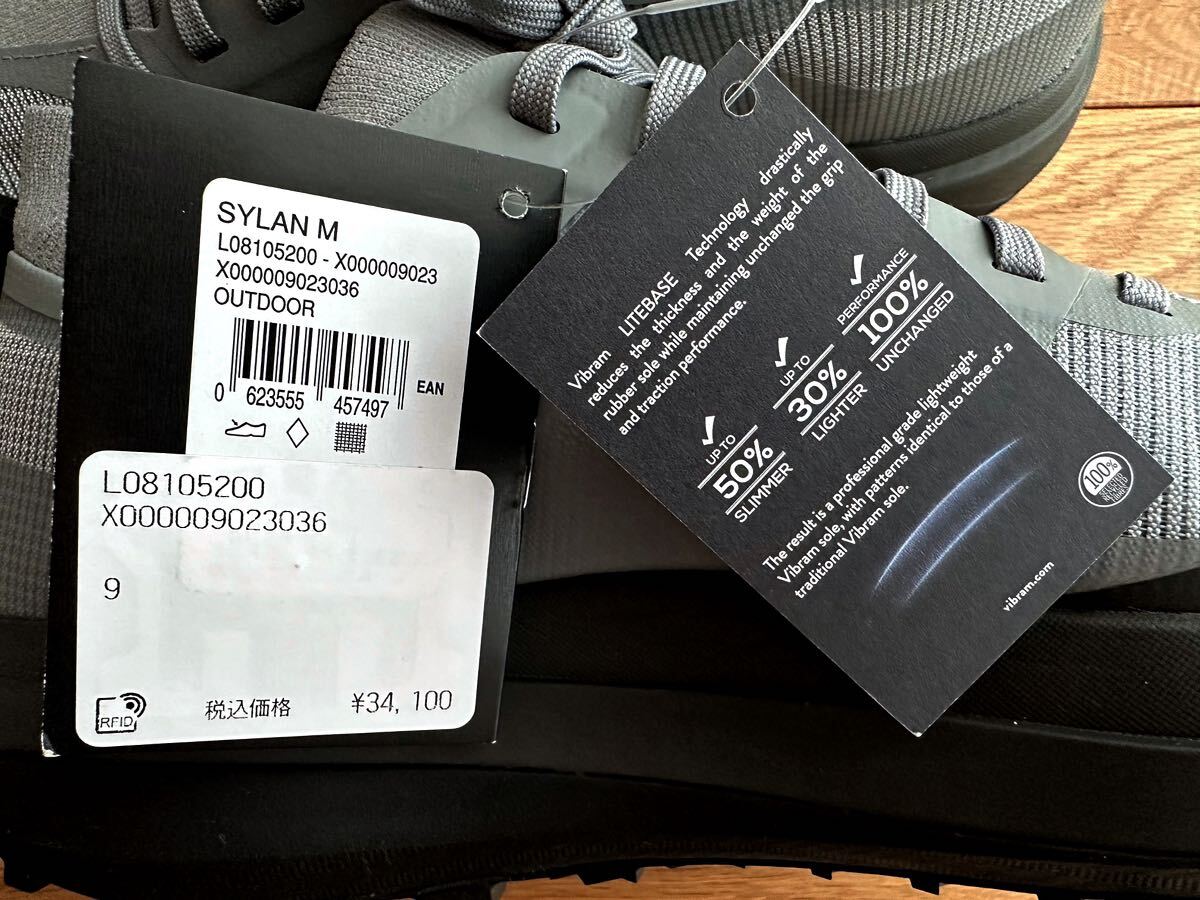 SYLAN M
L08105200 - X000009023
X000009023036
OUTDOOR
EAN
0 623555 457497
L08105200
X000009023036
9
RFID
税込価格 ¥34, 100
Vibram LITEBASE Technology drastically
reduces the thickness and the weight of the
rubber sole while maintaining unchanged the grip
and traction performance.
UP TO
50%
SLIMMER
UP TO
30%
LIGHTER
PERFORMANCE
100%
UNCHANGED
The result is a professional grade lightweight
Vibram sole, with patterns identical to those of a
traditional Vibram sole.
100%
vibram.com